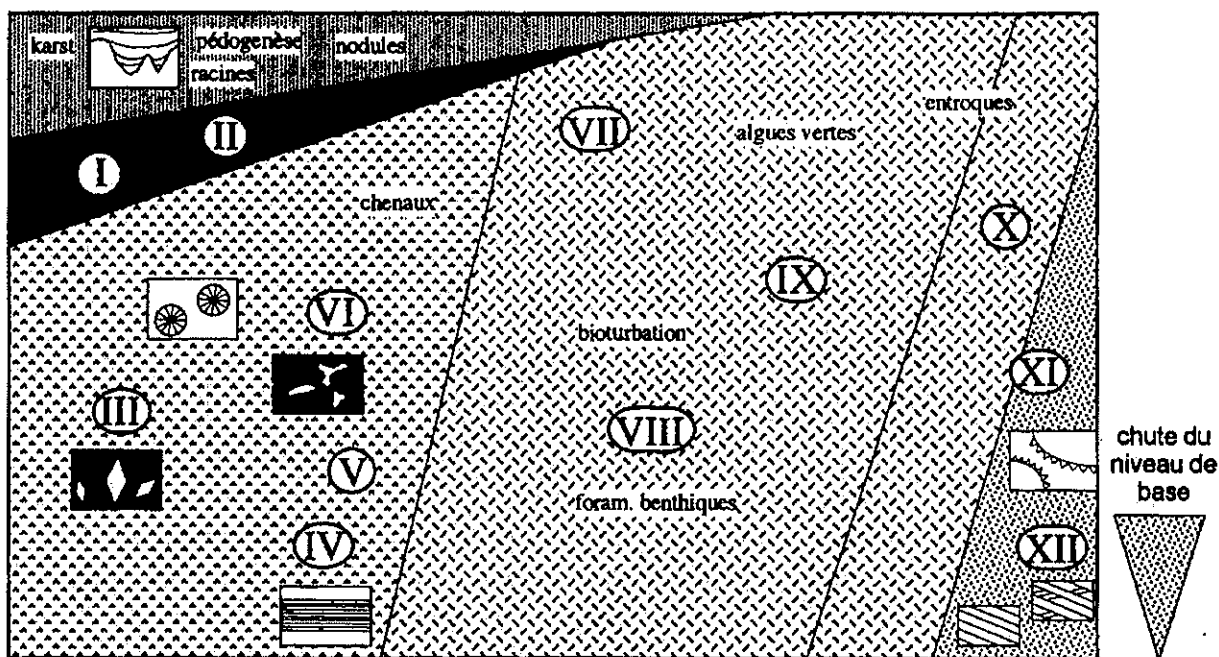 karst
pédogenèse
nodules
racines
II
I
VII
entroques
algues vertes
chenaux
X
IX
VI
bioturbation
XI
III
VIII
chute du
niveau de
base
V
foram. benthiques
IV
XII